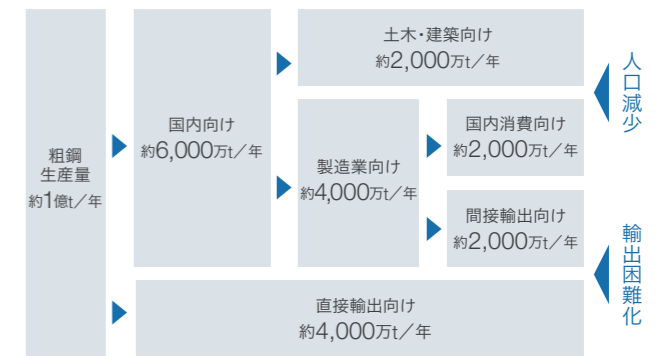 粗鋼
生産量
約1億t／年
国内向け
約6,000万t／年
土木・建築向け
約2,000万t／年
製造業向け
約4,000万t／年
国内消費向け
約2,000万t／年
間接輸出向け
約2,000万t／年
直接輸出向け
約4,000万t／年
人口減少
輸出困難化